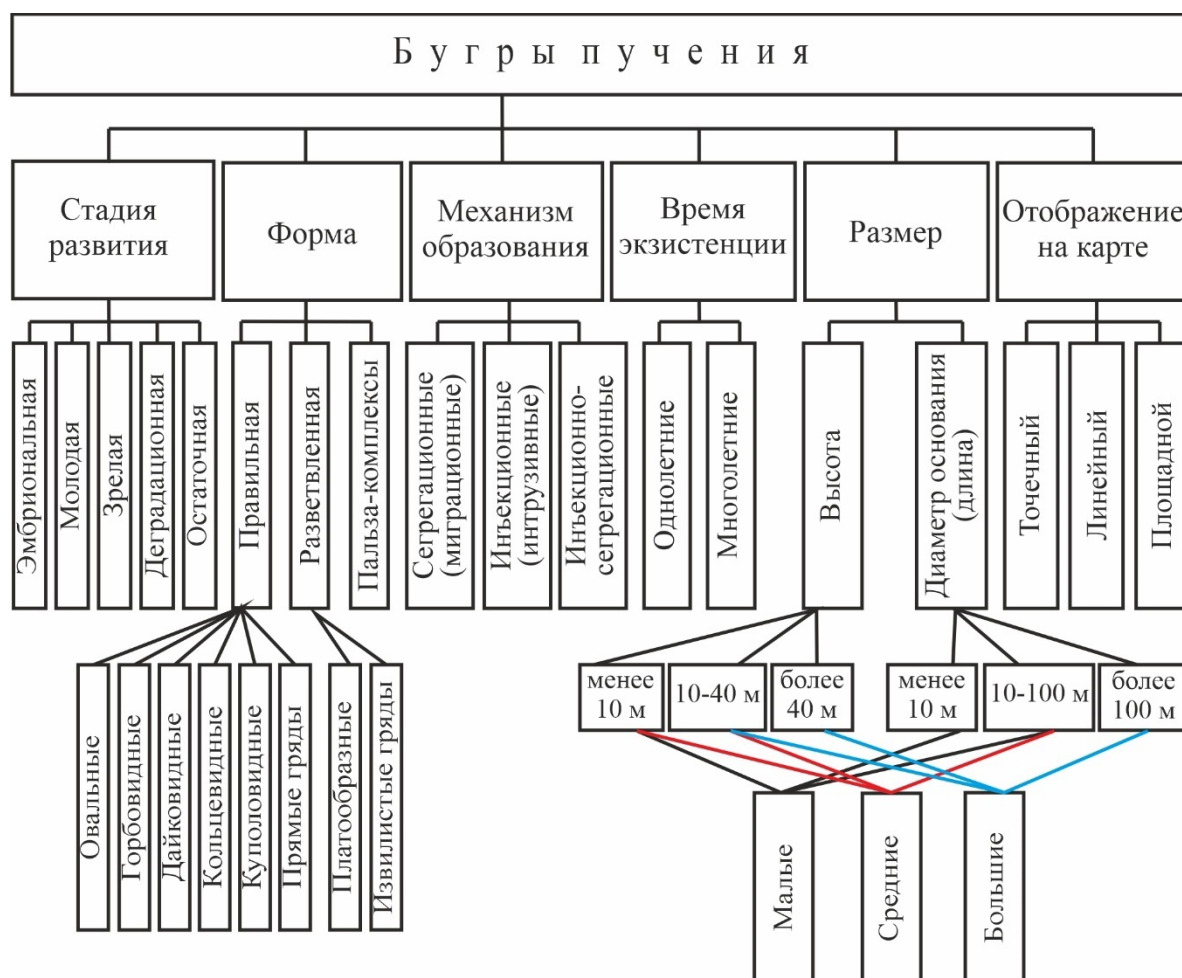 Бугры пучения
Стадия
развития
Форма
Механизм
образования
Время
экзистенции
Размер
Отображение
на карте
Эмбриональная
Молодая
Зрелая
Деградационная
Остаточная
Правильная
Разветвленная
Пальза-комплексы
Сегрегационные
(миграционные)
Инъекционные
(интрузивные)
Инъекционно-
сегрегационные
Однолетние
Многолетние
Высота
Диаметр основания
(длина)
Точечный
Линейный
Площадной
Овальные
Горбовидные
Дайковидные
Кольцевидные
Куполовидные
Прямые гряды
Платообразные
Извилистые гряды
менее
10 м
10-40 м
более
40 м
менее
10 м
10-100 м
более
100 м
Малые
Средние
Большие